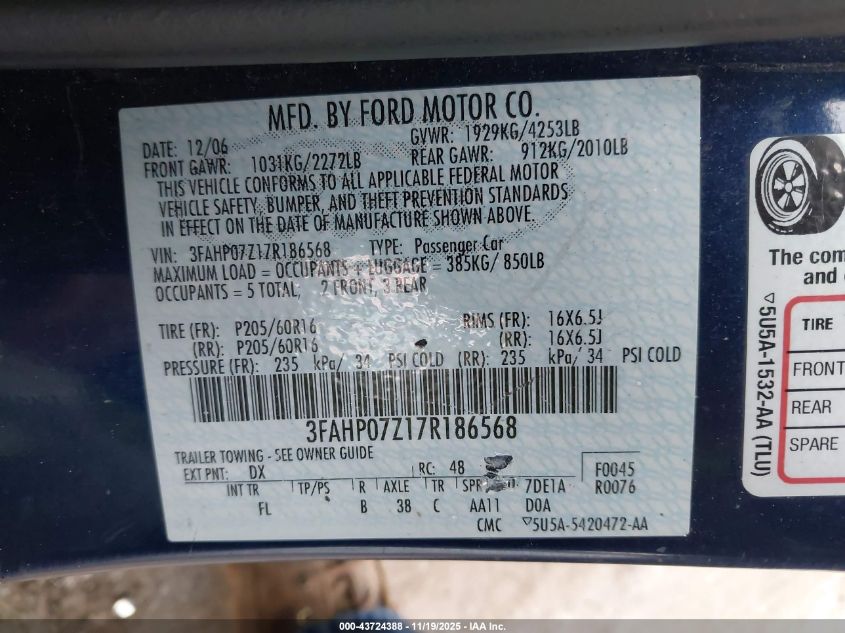 MFD. BY FORD MOTOR CO.
DATE: 12/06 GVWR: 1929KG/4253LB
FRONT GAWR: 1031KG/2272LB REAR GAWR: 912KG/2010LB
THIS VEHICLE CONFORMS TO ALL APPLICABLE FEDERAL MOTOR
VEHICLE SAFETY, BUMPER, AND THEFT PREVENTION STANDARDS
IN EFFECT ON THE DATE OF MANUFACTURE SHOWN ABOVE.
VIN: 3FAHP07Z17R186568 TYPE: Passenger Car
MAXIMUM LOAD = OCCUPANTS + LUGGAGE = 385KG/ 850LB
OCCUPANTS = 5 TOTAL, 2 FRONT, 3 REAR
TIRE (FR): P205/60R16 RIMS (FR): 16X6.5J
(RR): P205/60R16 (RR): 16X6.5J
PRESSURE (FR): 235 kPa/ 34 PSI COLD (RR): 235 kPa/ 34 PSI COLD
3FAHP07Z17R186568
TRAILER TOWING - SEE OWNER GUIDE
EXT PNT: DX RC: 48 F0045
INT TR TP/PS R AXLE TR SPR 7DE1A R0076
FL B 38 C AA11 D0A
CMC ▽5U5A-5420472-AA
The com
and
▽5U5A-1532-AA (TLU)
TIRE
FRONT
REAR
SPARE
000-43724388 - 11/19/2025 - IAA Inc.